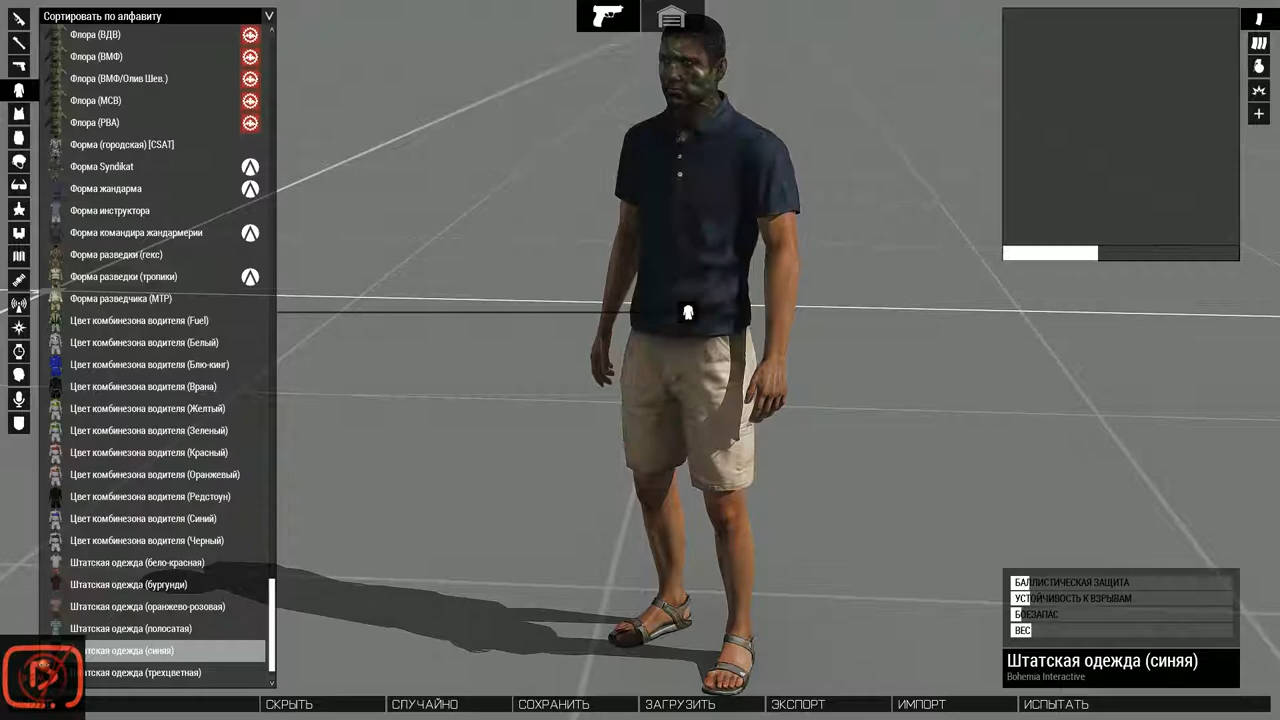 Сортировать по алфавиту
Флора (ВДВ)
Флора (ВМФ)
Флора (ВМФ/Олив Шев.)
Флора (МСВ)
Флора (РВА)
Форма (городская) [CSAT]
Форма Syndikat
Форма жандарма
Форма инструктора
Форма командира жандармерии
Форма разведки (гекс)
Форма разведки (тропики)
Форма разведчика (MTP)
Цвет комбинезона водителя (Fuel)
Цвет комбинезона водителя (Белый)
Цвет комбинезона водителя (Блю-кинг)
Цвет комбинезона водителя (Врана)
Цвет комбинезона водителя (Желтый)
Цвет комбинезона водителя (Зеленый)
Цвет комбинезона водителя (Красный)
Цвет комбинезона водителя (Оранжевый)
Цвет комбинезона водителя (Редстоун)
Цвет комбинезона водителя (Синий)
Цвет комбинезона водителя (Черный)
Штатская одежда (бело-красная)
Штатская одежда (бургунди)
Штатская одежда (оранжево-розовая)
Штатская одежда (полосатая)
тская одежда (синяя)
татская одежда (трехцветная)
БАЛЛИСТИЧЕСКАЯ ЗАЩИТА
УСТОЙЧИВОСТЬ К ВЗРЫВАМ
БОЕЗАПАС
ВЕС
Штатская одежда (синяя)
Bohemia Interactive
СКРЫТЬ
СЛУЧАЙНО
СОХРАНИТЬ
ЗАГРУЗИТЬ
ЭКСПОРТ
ИМПОРТ
ИСПЫТАТЬ